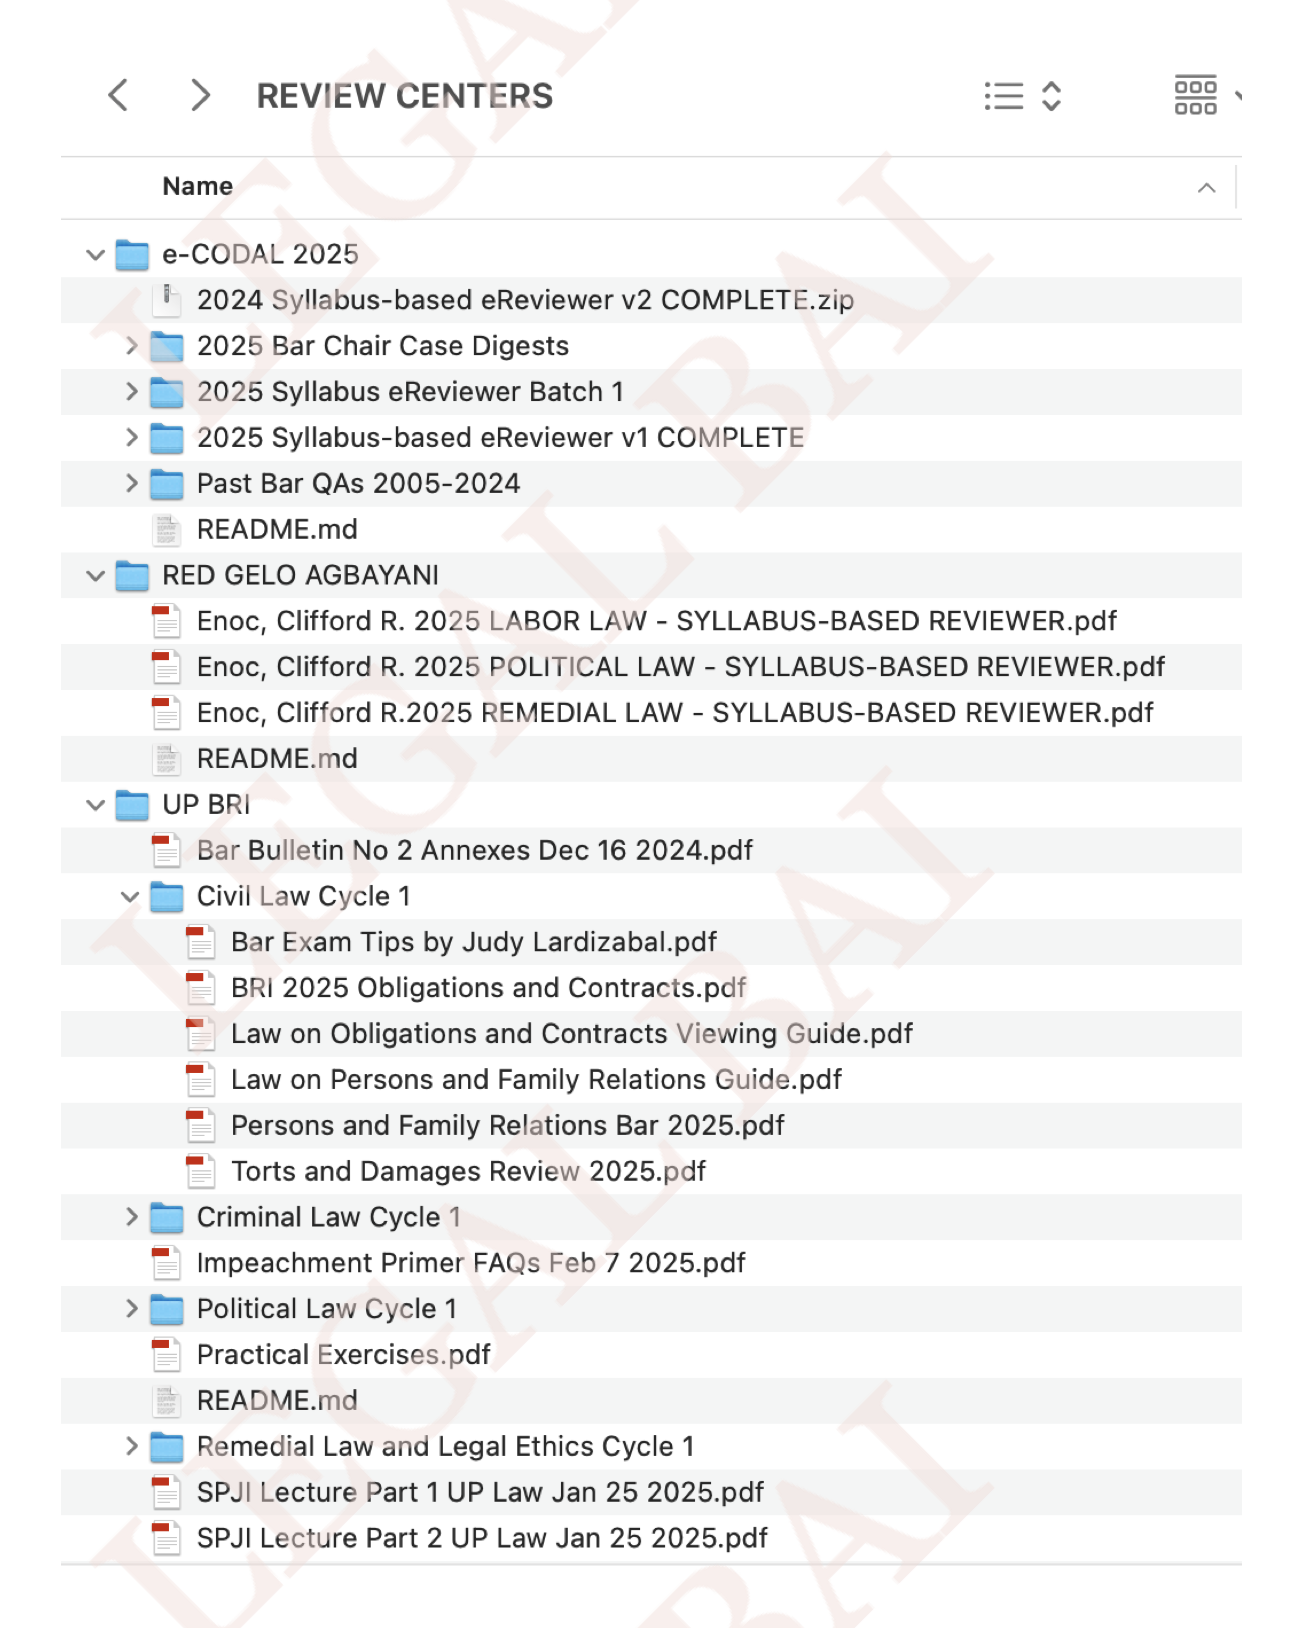 REVIEW CENTERS
Name
e-CODAL 2025
2024 Syllabus-based eReviewer v2 COMPLETE.zip
2025 Bar Chair Case Digests
2025 Syllabus eReviewer Batch 1
2025 Syllabus-based eReviewer v1 COMPLETE
Past Bar QAs 2005-2024
README.md
RED GELO AGBAYANI
Enoc, Clifford R. 2025 LABOR LAW - SYLLABUS-BASED REVIEWER.pdf
Enoc, Clifford R. 2025 POLITICAL LAW - SYLLABUS-BASED REVIEWER.pdf
Enoc, Clifford R.2025 REMEDIAL LAW - SYLLABUS-BASED REVIEWER.pdf
README.md
UP BRI
Bar Bulletin No 2 Annexes Dec 16 2024.pdf
Civil Law Cycle 1
Bar Exam Tips by Judy Lardizabal.pdf
BRI 2025 Obligations and Contracts.pdf
Law on Obligations and Contracts Viewing Guide.pdf
Law on Persons and Family Relations Guide.pdf
Persons and Family Relations Bar 2025.pdf
Torts and Damages Review 2025.pdf
Criminal Law Cycle 1
Impeachment Primer FAQs Feb 7 2025.pdf
Political Law Cycle 1
Practical Exercises.pdf
README.md
Remedial Law and Legal Ethics Cycle 1
SPJI Lecture Part 1 UP Law Jan 25 2025.pdf
SPJI Lecture Part 2 UP Law Jan 25 2025.pdf
LEGAL BAI
LEGAL BAI
LEGAL BAI